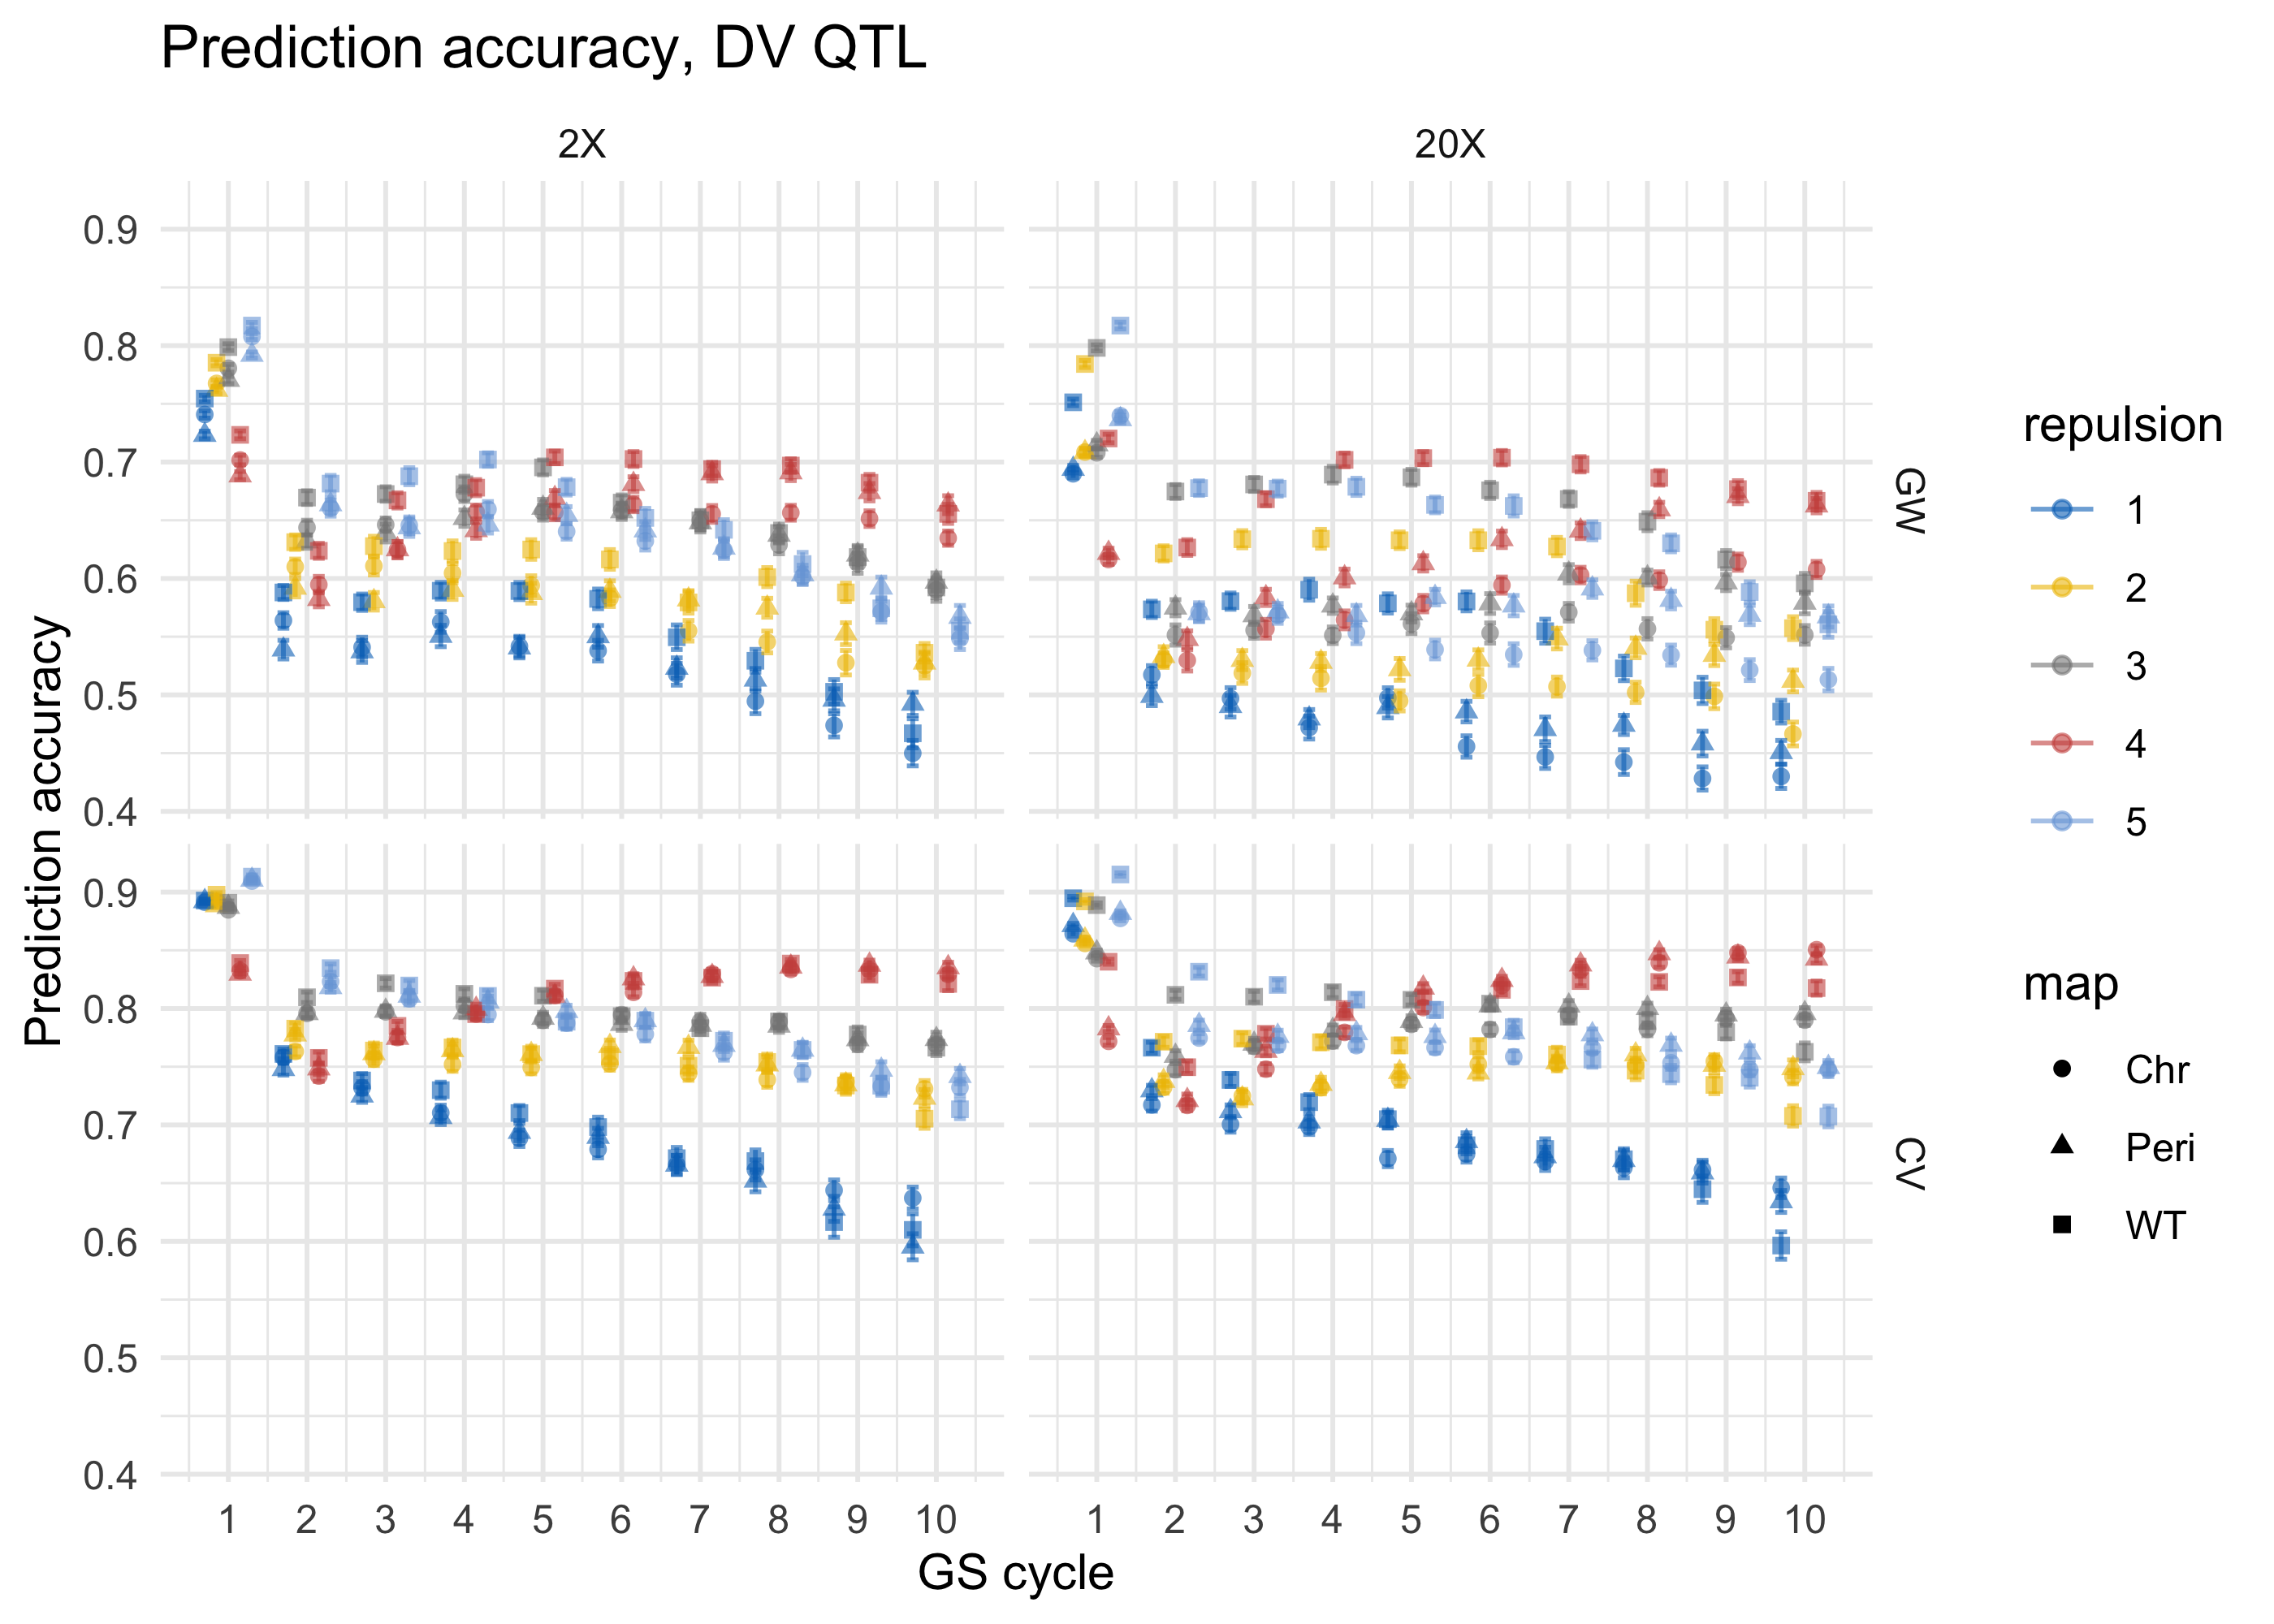 Prediction accuracy, DV QTL
2X
20X
0.9
0.8
0.7
0.6
0.5
0.4
GW
0.9
0.8
0.7
0.6
0.5
0.4
CV
Prediction accuracy
1 2 3 4 5 6 7 8 9 10
1 2 3 4 5 6 7 8 9 10
GS cycle
repulsion
1
2
3
4
5
map
Chr
Peri
WT